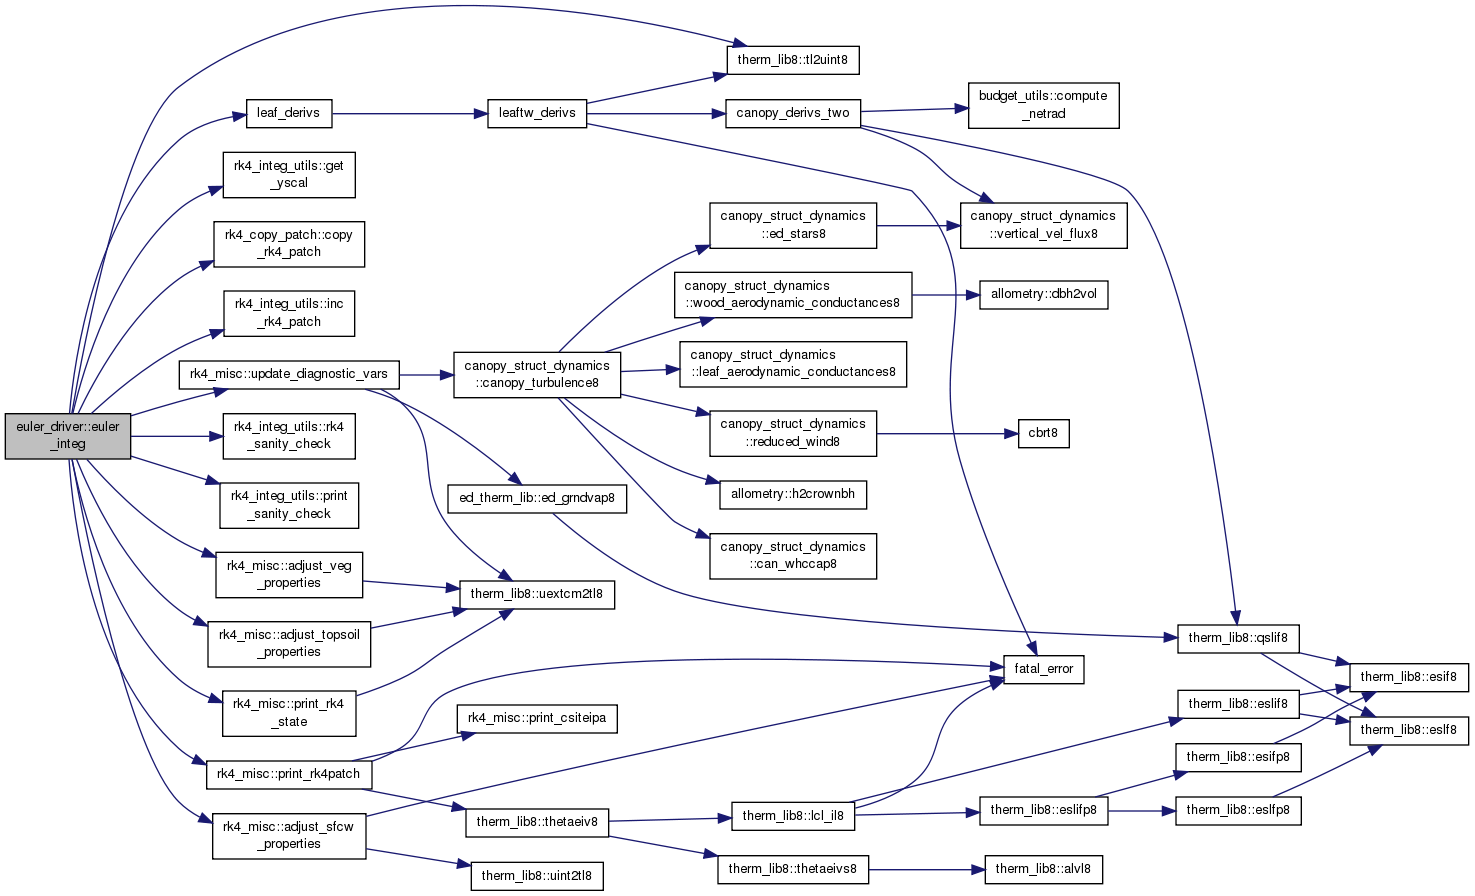 euler_driver::euler
_integ
leaf_derivs
rk4_integ_utils::get
_yscal
rk4_copy_patch::copy
_rk4_patch
rk4_integ_utils::inc
_rk4_patch
rk4_misc::update_diagnostic_vars
rk4_integ_utils::rk4
_sanity_check
rk4_integ_utils::print
_sanity_check
rk4_misc::adjust_veg
_properties
rk4_misc::adjust_topsoil
_properties
rk4_misc::print_rk4
_state
rk4_misc::print_rk4patch
rk4_misc::adjust_sfcw
_properties
leaftw_derivs
canopy_struct_dynamics
::canopy_turbulence8
ed_therm_lib::ed_grndvap8
therm_lib8::uextcm2tl8
rk4_misc::print_csiteipa
therm_lib8::thetaeiv8
therm_lib8::uint2tl8
therm_lib8::tl2uint8
canopy_derivs_two
canopy_struct_dynamics
::ed_stars8
canopy_struct_dynamics
::wood_aerodynamic_conductances8
canopy_struct_dynamics
::leaf_aerodynamic_conductances8
canopy_struct_dynamics
::reduced_wind8
allometry::h2crownbh
canopy_struct_dynamics
::can_whccap8
therm_lib8::lcl_il8
therm_lib8::thetaeivs8
budget_utils::compute
_netrad
canopy_struct_dynamics
::vertical_vel_flux8
allometry::dbh2vol
cbrt8
fatal_error
therm_lib8::eslifp8
therm_lib8::alvl8
therm_lib8::qslif8
therm_lib8::eslif8
therm_lib8::esifp8
therm_lib8::eslfp8
therm_lib8::esif8
therm_lib8::eslf8